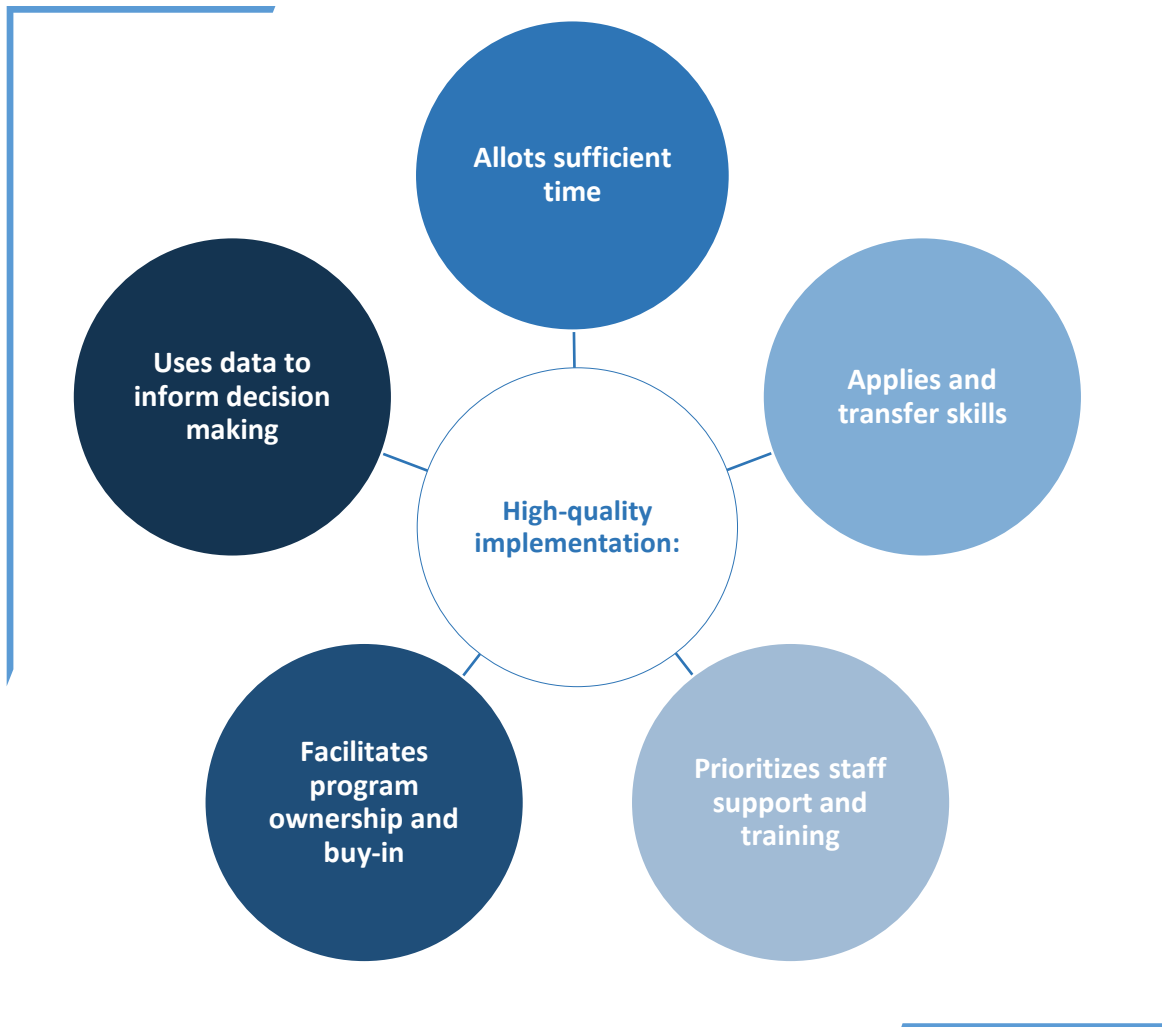 Allots sufficient
time
Uses data to
inform decision
making
Applies and
transfer skills
High-quality
implementation:
Facilitates
program
ownership and
buy-in
Prioritizes staff
support and
training